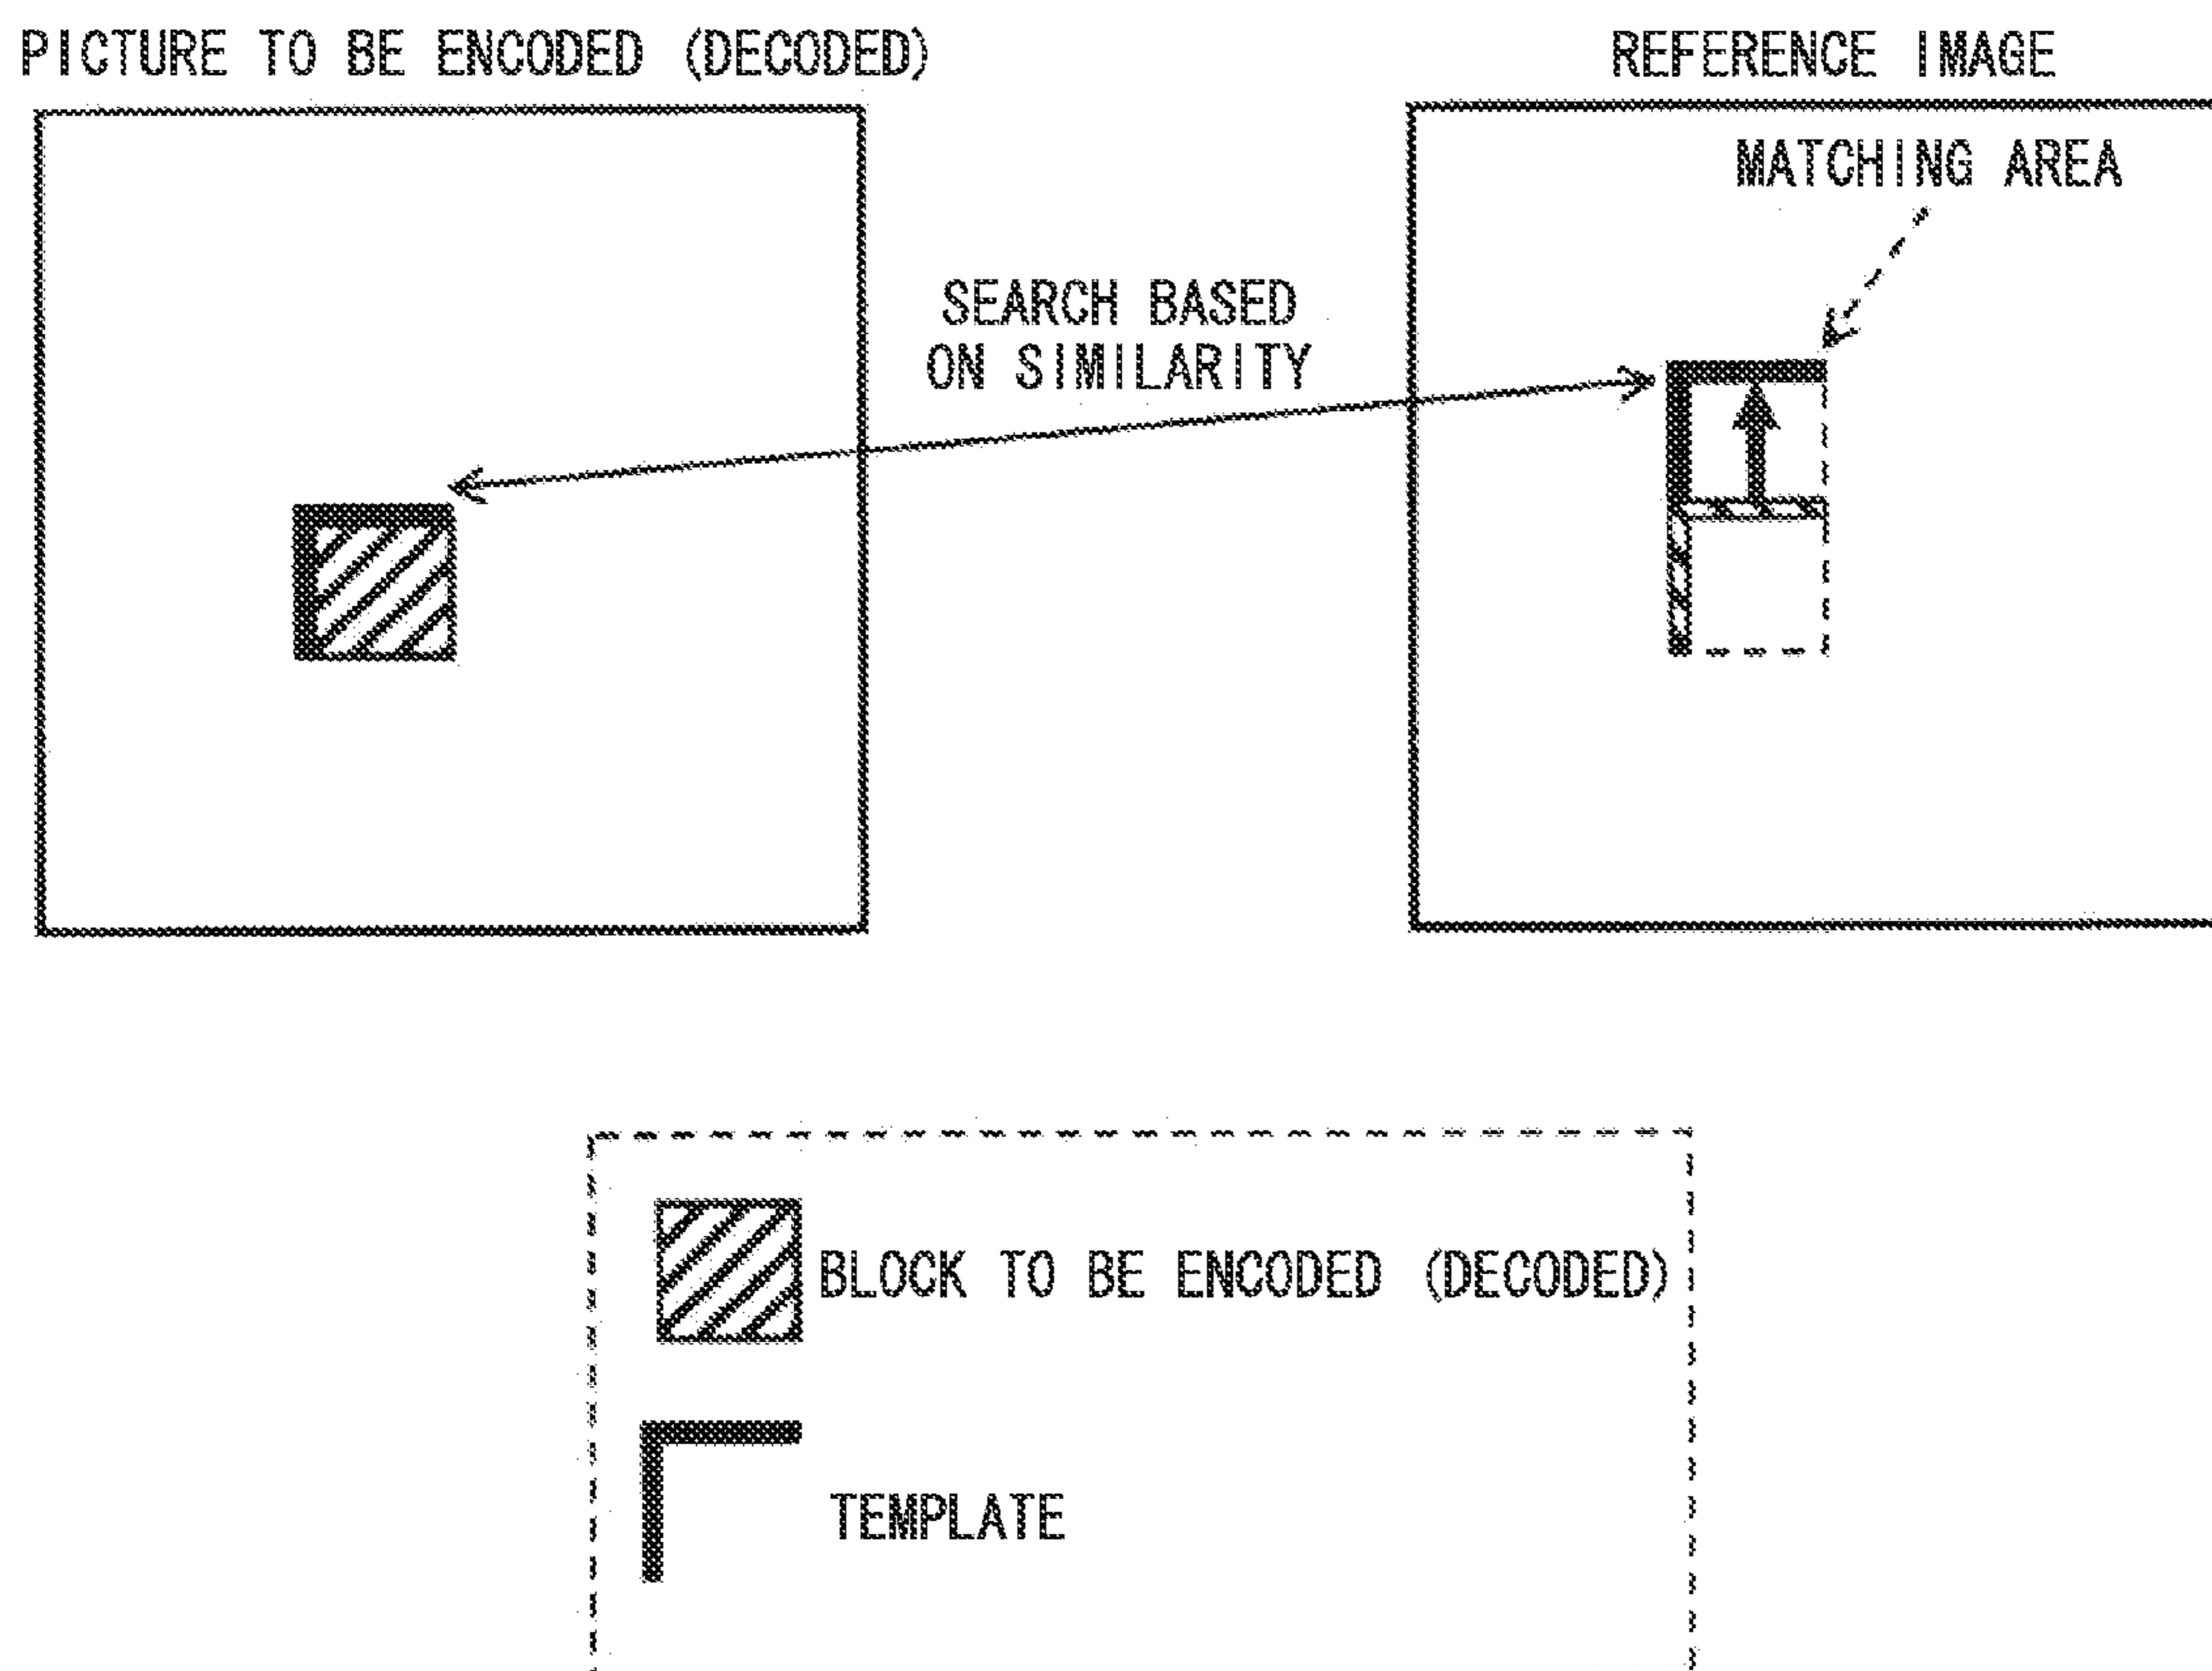 PICTURE TO BE ENCODED (DECODED)
REFERENCE IMAGE
MATCHING AREA
SEARCH BASED
ON SIMILARITY
BLOCK TO BE ENCODED (DECODED)
TEMPLATE